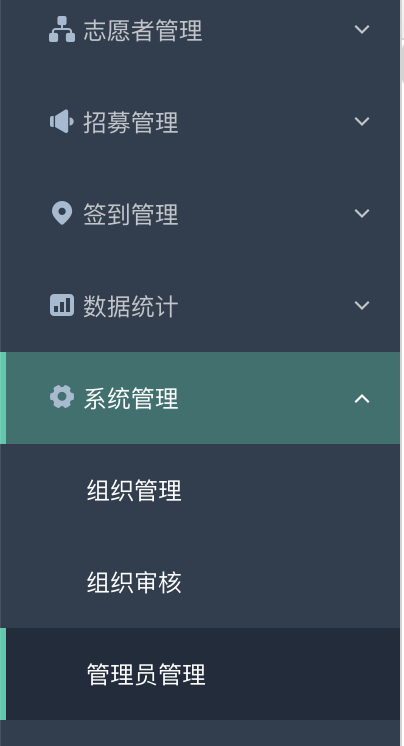 志愿者管理
招募管理
签到管理
数据统计
系统管理
组织管理
组织审核
管理员管理